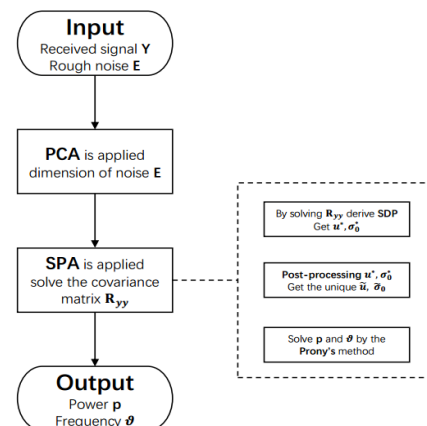 Input
Received signal Y
Rough noise E
PCA is applied
dimension of noise E
SPA is applied
solve the covariance
matrix R_yy
By solving R_yy derive SDP
Get u*, σ₀*
Post-processing u*, σ₀*
Get the unique ũ, σ̃₀
Solve p and ϑ by the
Prony's method
Output
Power p
Frequency ϑ